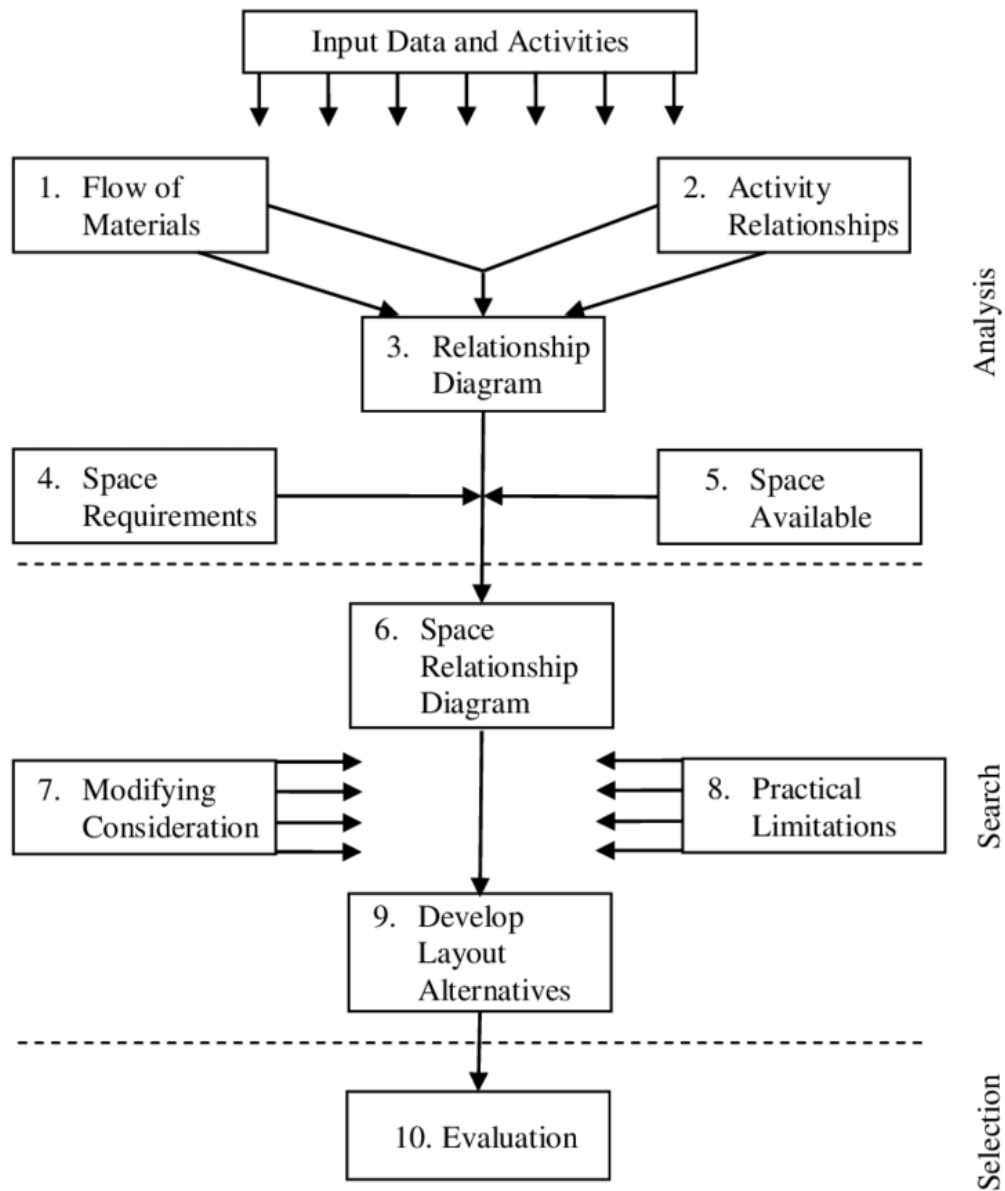 Input Data and Activities
1. Flow of
Materials
2. Activity
Relationships
3. Relationship
Diagram
Analysis
4. Space
Requirements
5. Space
Available
6. Space
Relationship
Diagram
7. Modifying
Consideration
8. Practical
Limitations
Search
9. Develop
Layout
Alternatives
10. Evaluation
Selection